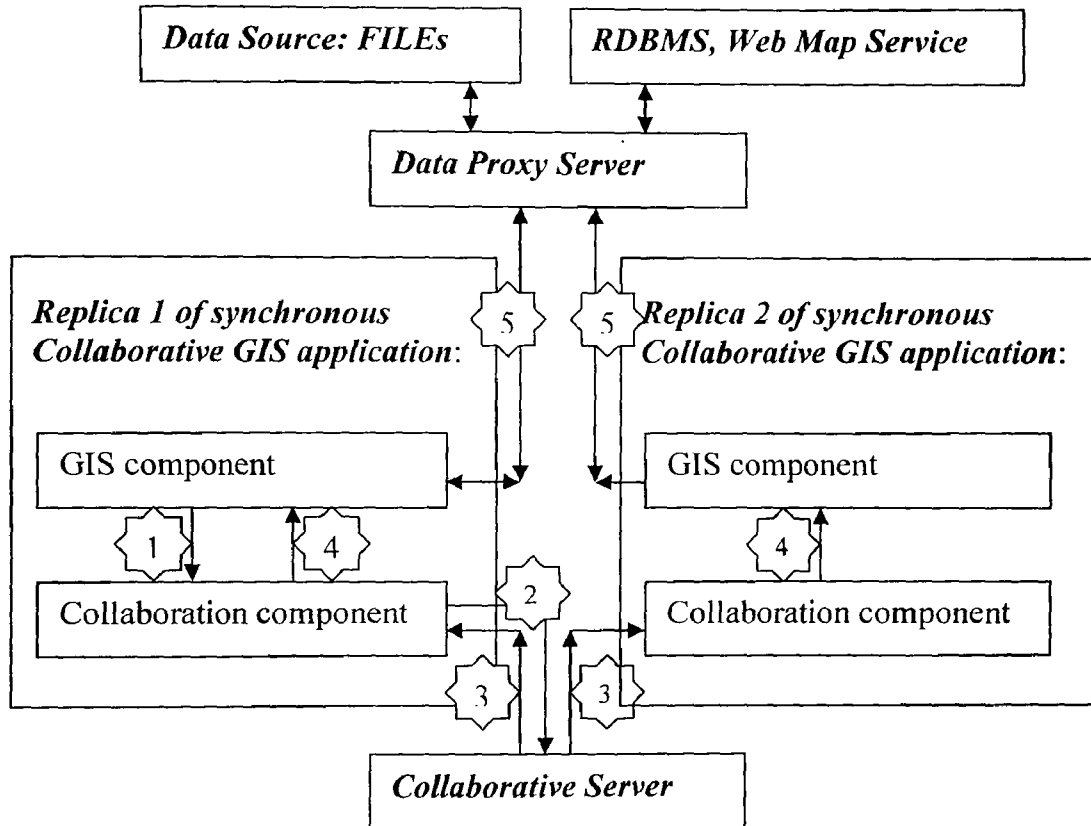 Data Source: FILEs
RDBMS, Web Map Service
Data Proxy Server
5
5
Replica 1 of synchronous
Collaborative GIS application:
Replica 2 of synchronous
Collaborative GIS application:
GIS component
GIS component
1
4
4
Collaboration component
2
Collaboration component
3
3
Collaborative Server